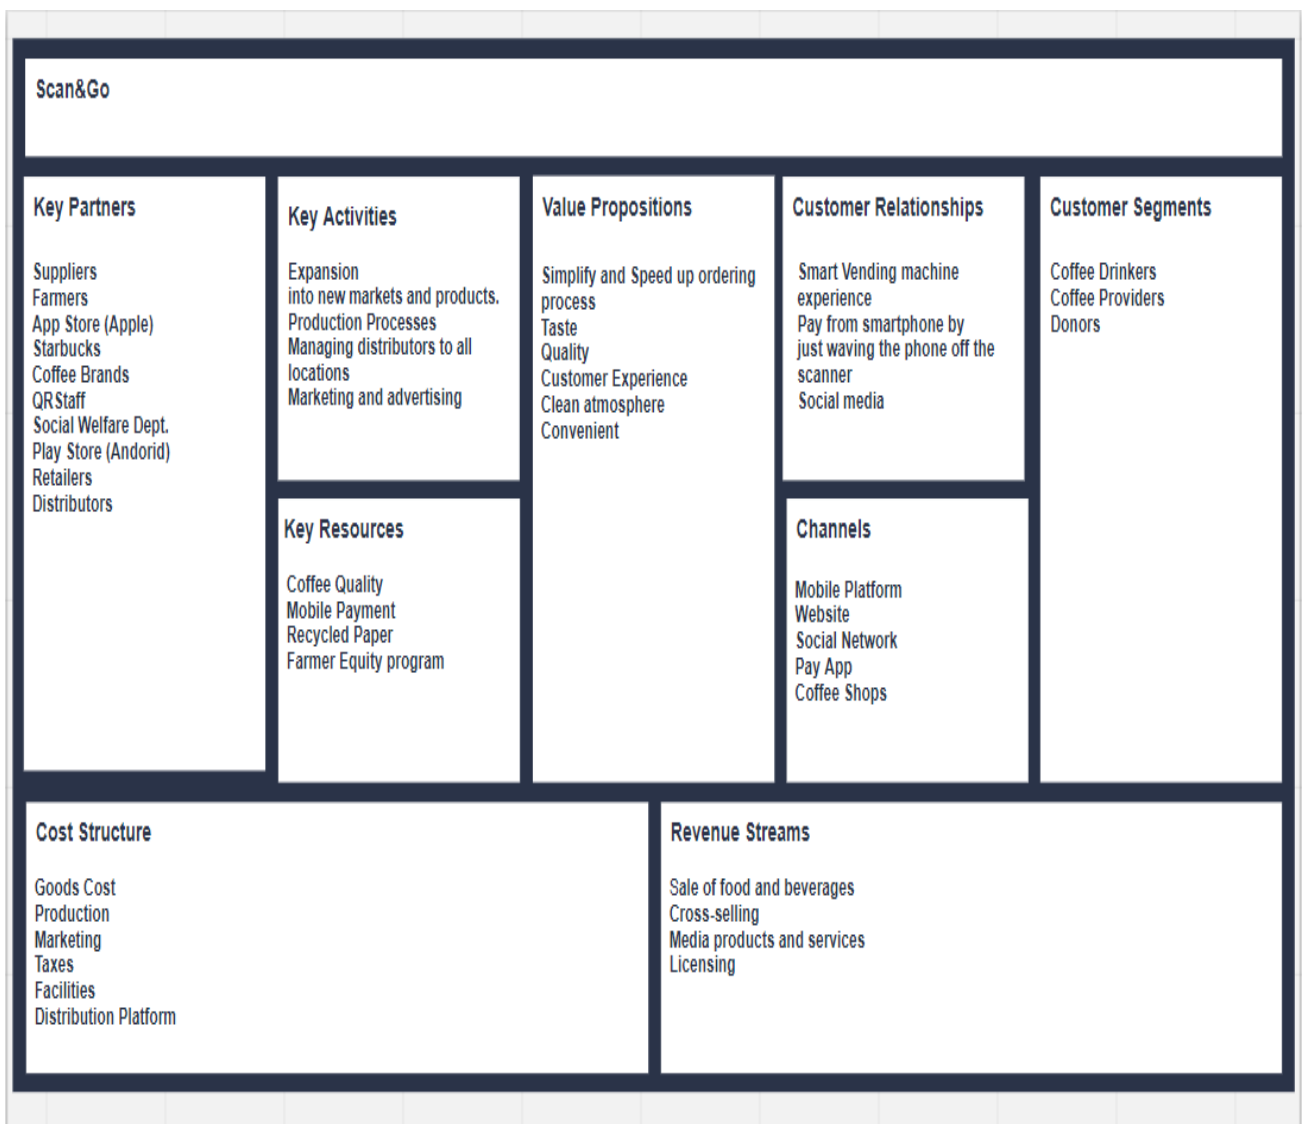 Scan&Go
Key Partners
Suppliers
Farmers
App Store (Apple)
Starbucks
Coffee Brands
QRStaff
Social Welfare Dept.
Play Store (Andorid)
Retailers
Distributors
Key Activities
Expansion
into new markets and products.
Production Processes
Managing distributors to all
locations
Marketing and advertising
Key Resources
Coffee Quality
Mobile Payment
Recycled Paper
Farmer Equity program
Value Propositions
Simplify and Speed up ordering
process
Taste
Quality
Customer Experience
Clean atmosphere
Convenient
Customer Relationships
Smart Vending machine
experience
Pay from smartphone by
just waving the phone off the
scanner
Social media
Channels
Mobile Platform
Website
Social Network
Pay App
Coffee Shops
Customer Segments
Coffee Drinkers
Coffee Providers
Donors
Cost Structure
Goods Cost
Production
Marketing
Taxes
Facilities
Distribution Platform
Revenue Streams
Sale of food and beverages
Cross-selling
Media products and services
Licensing